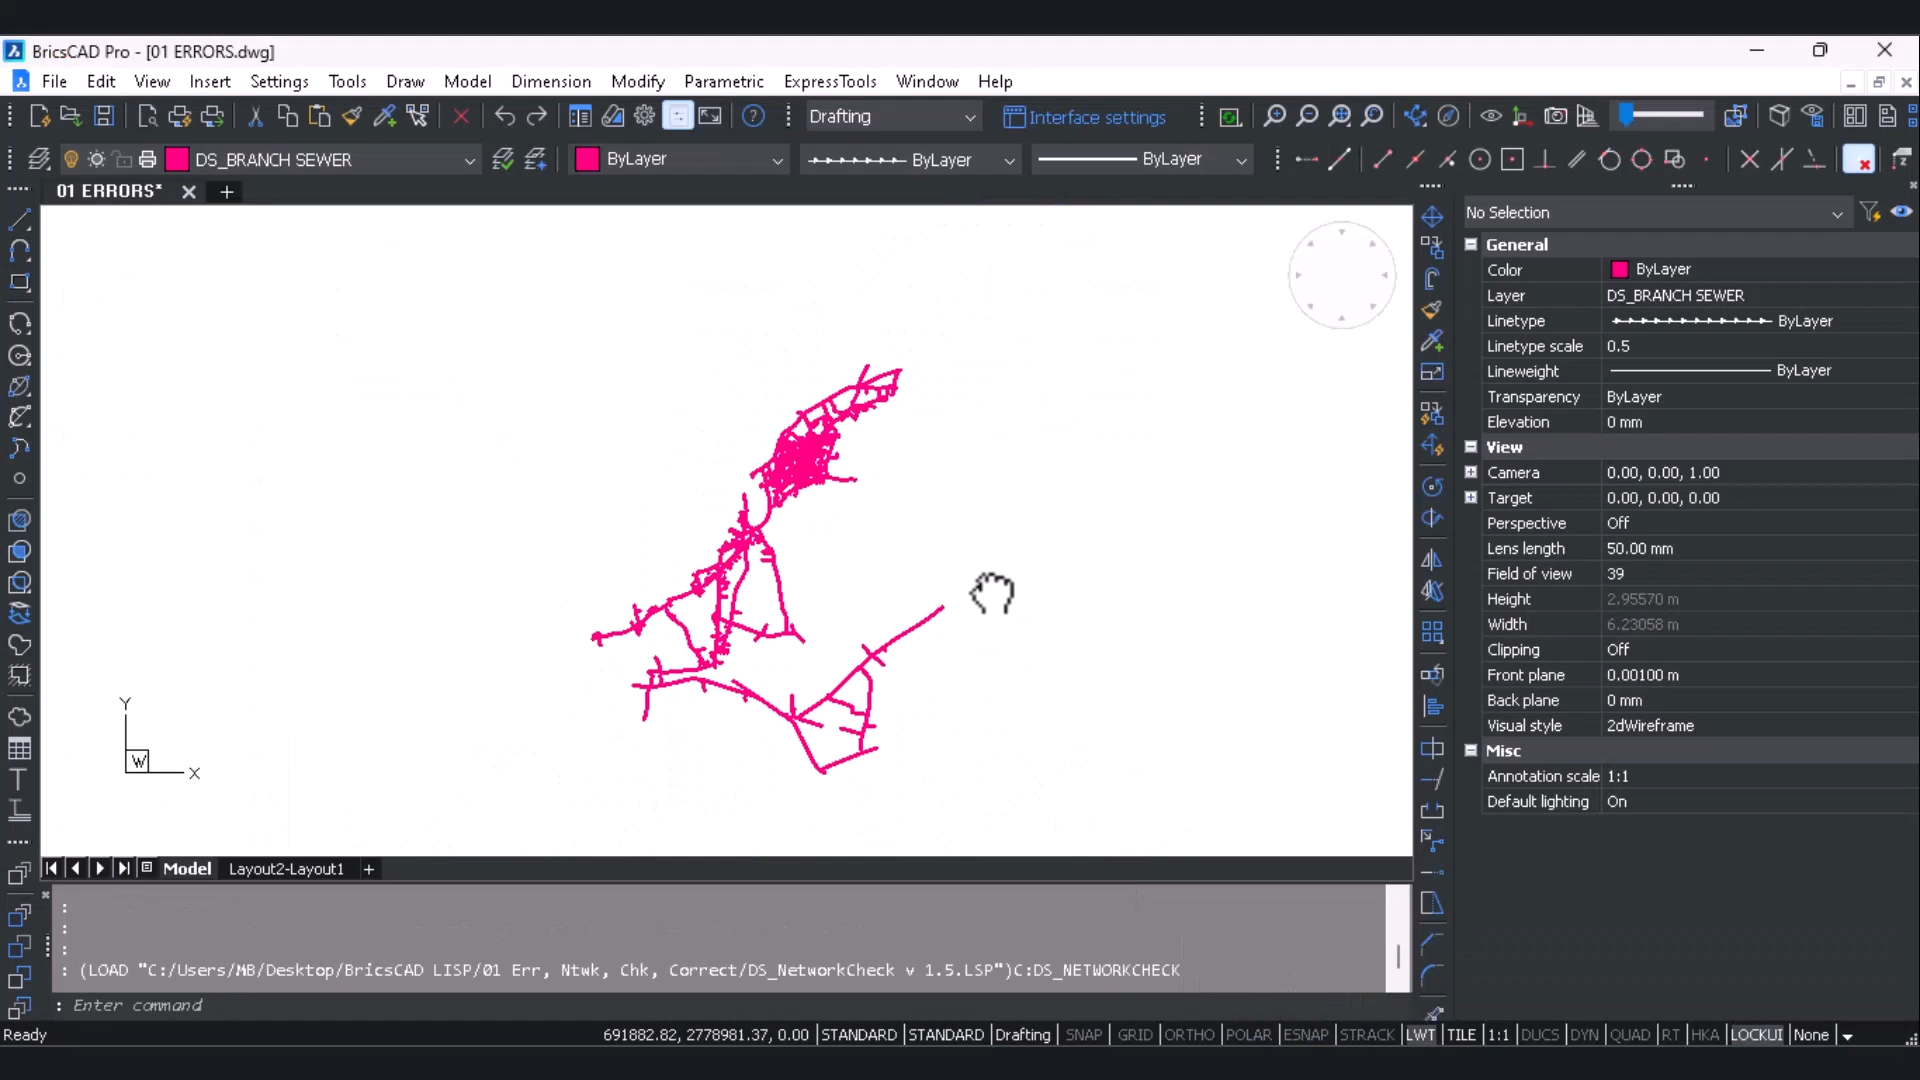 BricsCAD Pro - [01 ERRORS.dwg]
File Edit View Insert Settings Tools Draw Model Dimension Modify Parametric ExpressTools Window Help
Drafting Interface settings
DS_BRANCH SEWER ByLayer ByLayer ByLayer
01 ERRORS*
No Selection
General
Color ByLayer
Layer DS_BRANCH SEWER
Linetype ByLayer
Linetype scale 0.5
Lineweight ByLayer
Transparency ByLayer
Elevation 0 mm
View
Camera 0.00, 0.00, 1.00
Target 0.00, 0.00, 0.00
Perspective Off
Lens length 50.00 mm
Field of view 39
Height 2.95570 m
Width 6.23058 m
Clipping Off
Front plane 0.00100 m
Back plane 0 mm
Visual style 2dWireframe
Misc
Annotation scale 1:1
Default lighting On
Y
W
X
Model Layout2-Layout1 +
:
:
:
: (LOAD "C:/Users/MB/Desktop/BricsCAD LISP/01 Err, Ntwk, Chk, Correct/DS_NetworkCheck v 1.5.LSP")C:DS_NETWORKCHECK
: Enter command
Ready 691882.82, 2778981.37, 0.00 STANDARD STANDARD Drafting SNAP GRID ORTHO POLAR ESNAP STRACK LWT TILE 1:1 DUCS DYN QUAD RT HKA LOCKUI None